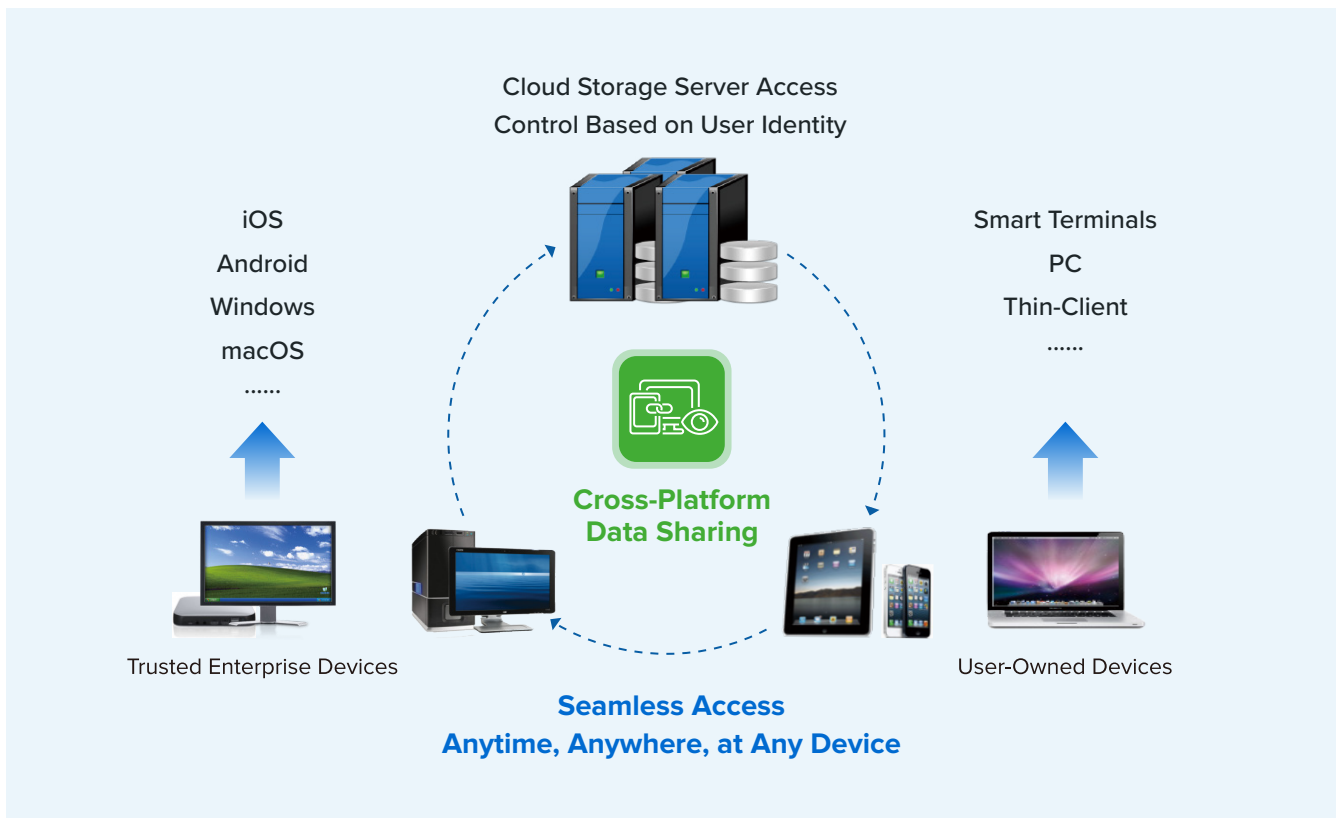 Cloud Storage Server Access
Control Based on User Identity
iOS
Android
Windows
macOS
......
Smart Terminals
PC
Thin-Client
......
Cross-Platform
Data Sharing
Trusted Enterprise Devices
User-Owned Devices
Seamless Access
Anytime, Anywhere, at Any Device